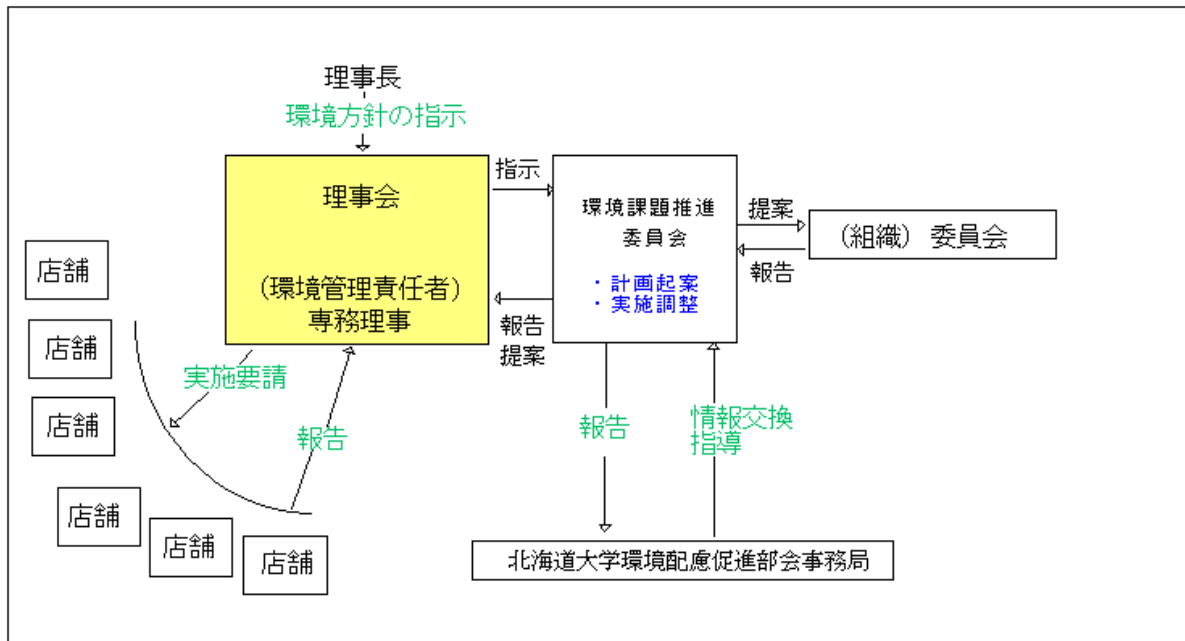 理事長
環境方針の指示
理事会
(環境管理責任者)
専務理事
指示
報告
提案
環境課題推進
委員会
・計画起案
・実施調整
提案
報告
(組織) 委員会
店舗
店舗
店舗
店舗
店舗
店舗
実施要請
報告
報告
情報交換
指導
北海道大学環境配慮促進部会事務局